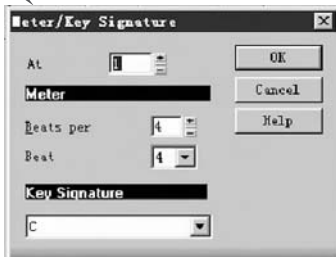 Meter/Key Signature
At 1
OK
Meter
Cancel
Beats per 4
Help
Beat 4
Key Signature
C